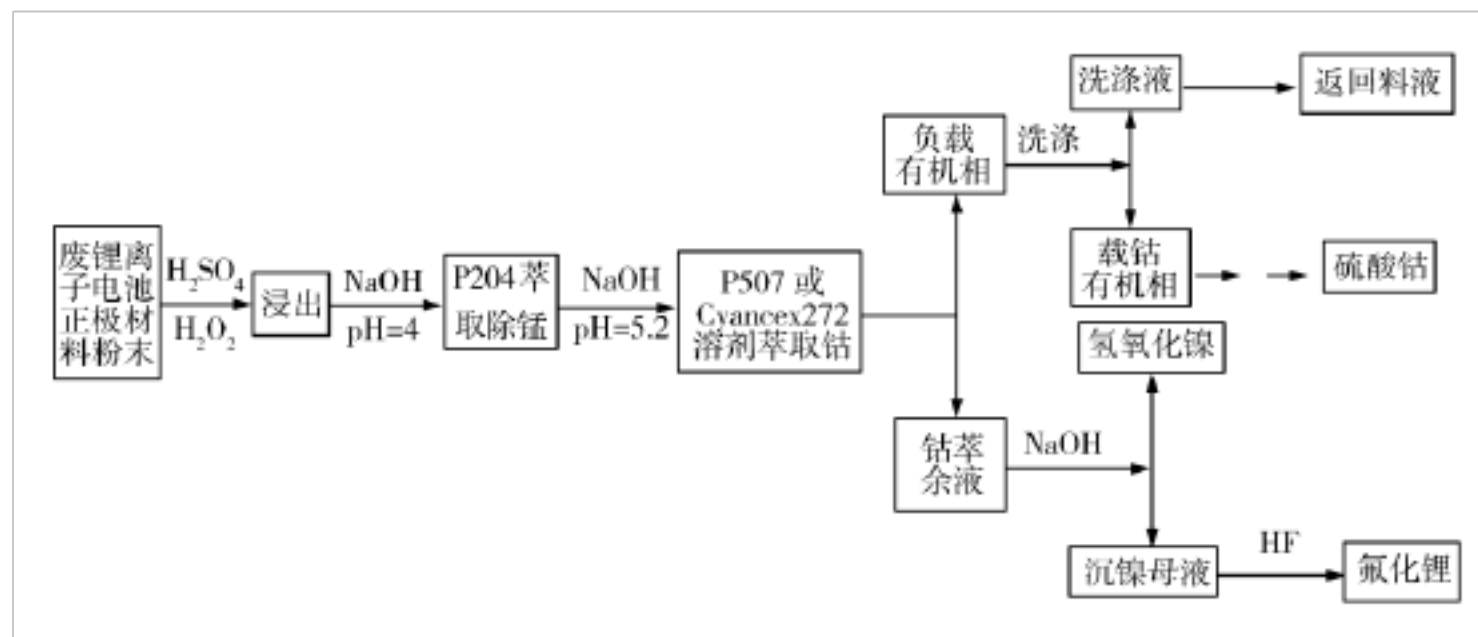 废锂离
子电池
正极材
料粉末
H₂SO₄
H₂O₂
浸出
NaOH
pH=4
P204萃
取除锰
NaOH
pH=5.2
P507或
Cyancex272
溶剂萃取钴
负载
有机相
洗涤
洗涤液
返回料液
载钴
有机相
硫酸钴
钴萃
余液
NaOH
氢氧化镍
沉镍母液
HF
氟化锂